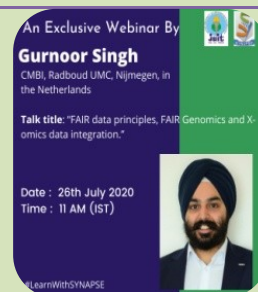 An Exclusive Webinar By
Gurnoor Singh
CMBI, Radboud UMC, Nijmegen, in
the Netherlands
Talk title: "FAIR data principles, FAIR Genomics and X-
omics data integration."
Date : 26th July 2020
Time : 11 AM (IST)
#LearnWithSYNAPSE